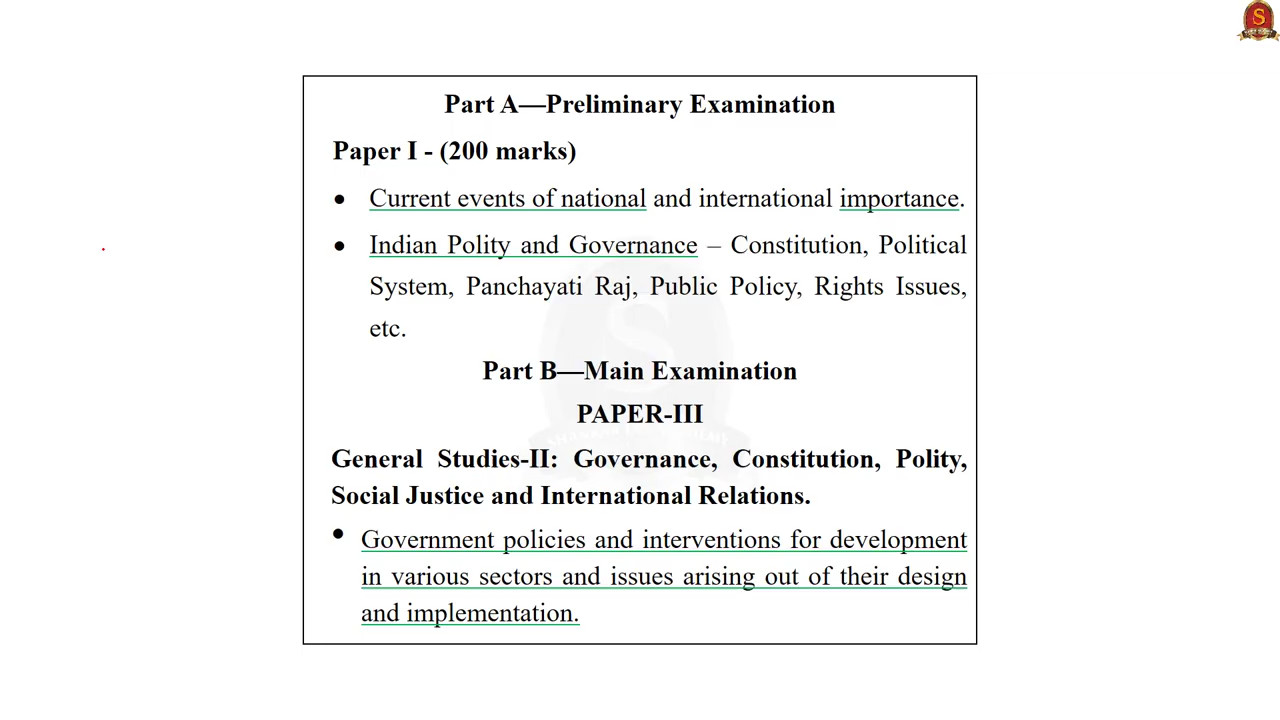 Part A—Preliminary Examination
Paper I - (200 marks)
• Current events of national and international importance.
• Indian Polity and Governance – Constitution, Political
System, Panchayati Raj, Public Policy, Rights Issues,
etc.
Part B—Main Examination
PAPER-III
General Studies-II: Governance, Constitution, Polity,
Social Justice and International Relations.
• Government policies and interventions for development
in various sectors and issues arising out of their design
and implementation.